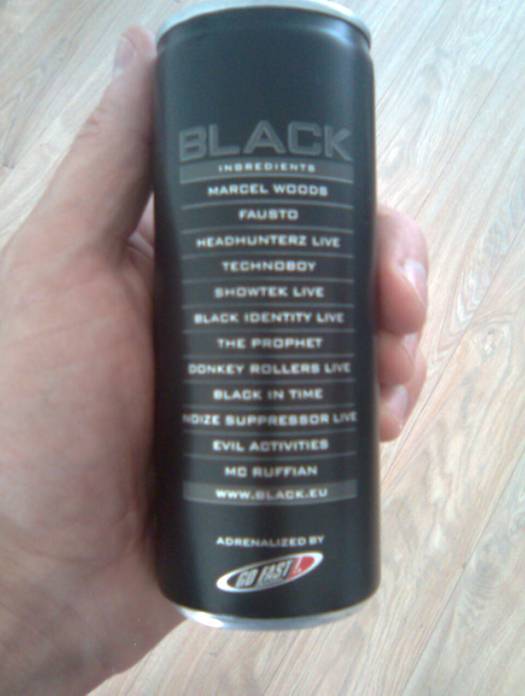 BLACK
INGREDIENTS
MARCEL WOODS
FAUSTO
HEADHUNTERZ LIVE
TECHNOBOY
SHOWTEK LIVE
BLACK IDENTITY LIVE
THE PROPHET
DONKEY ROLLERS LIVE
BLACK IN TIME
NOIZE SUPPRESSOR LIVE
EVIL ACTIVITIES
MC RUFFIAN
WWW.BLACK.EU
ADRENALIZED BY
GO FAST!